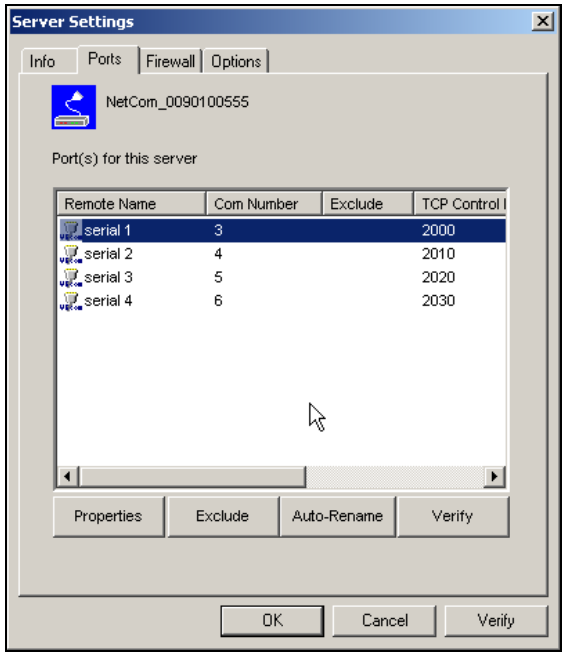 Server Settings
Info Ports Firewall Options
NetCom_0090100555
Port(s) for this server
Remote Name Com Number Exclude TCP Control
serial 1 3 2000
serial 2 4 2010
serial 3 5 2020
serial 4 6 2030
Properties Exclude Auto-Rename Verify
OK Cancel Verify